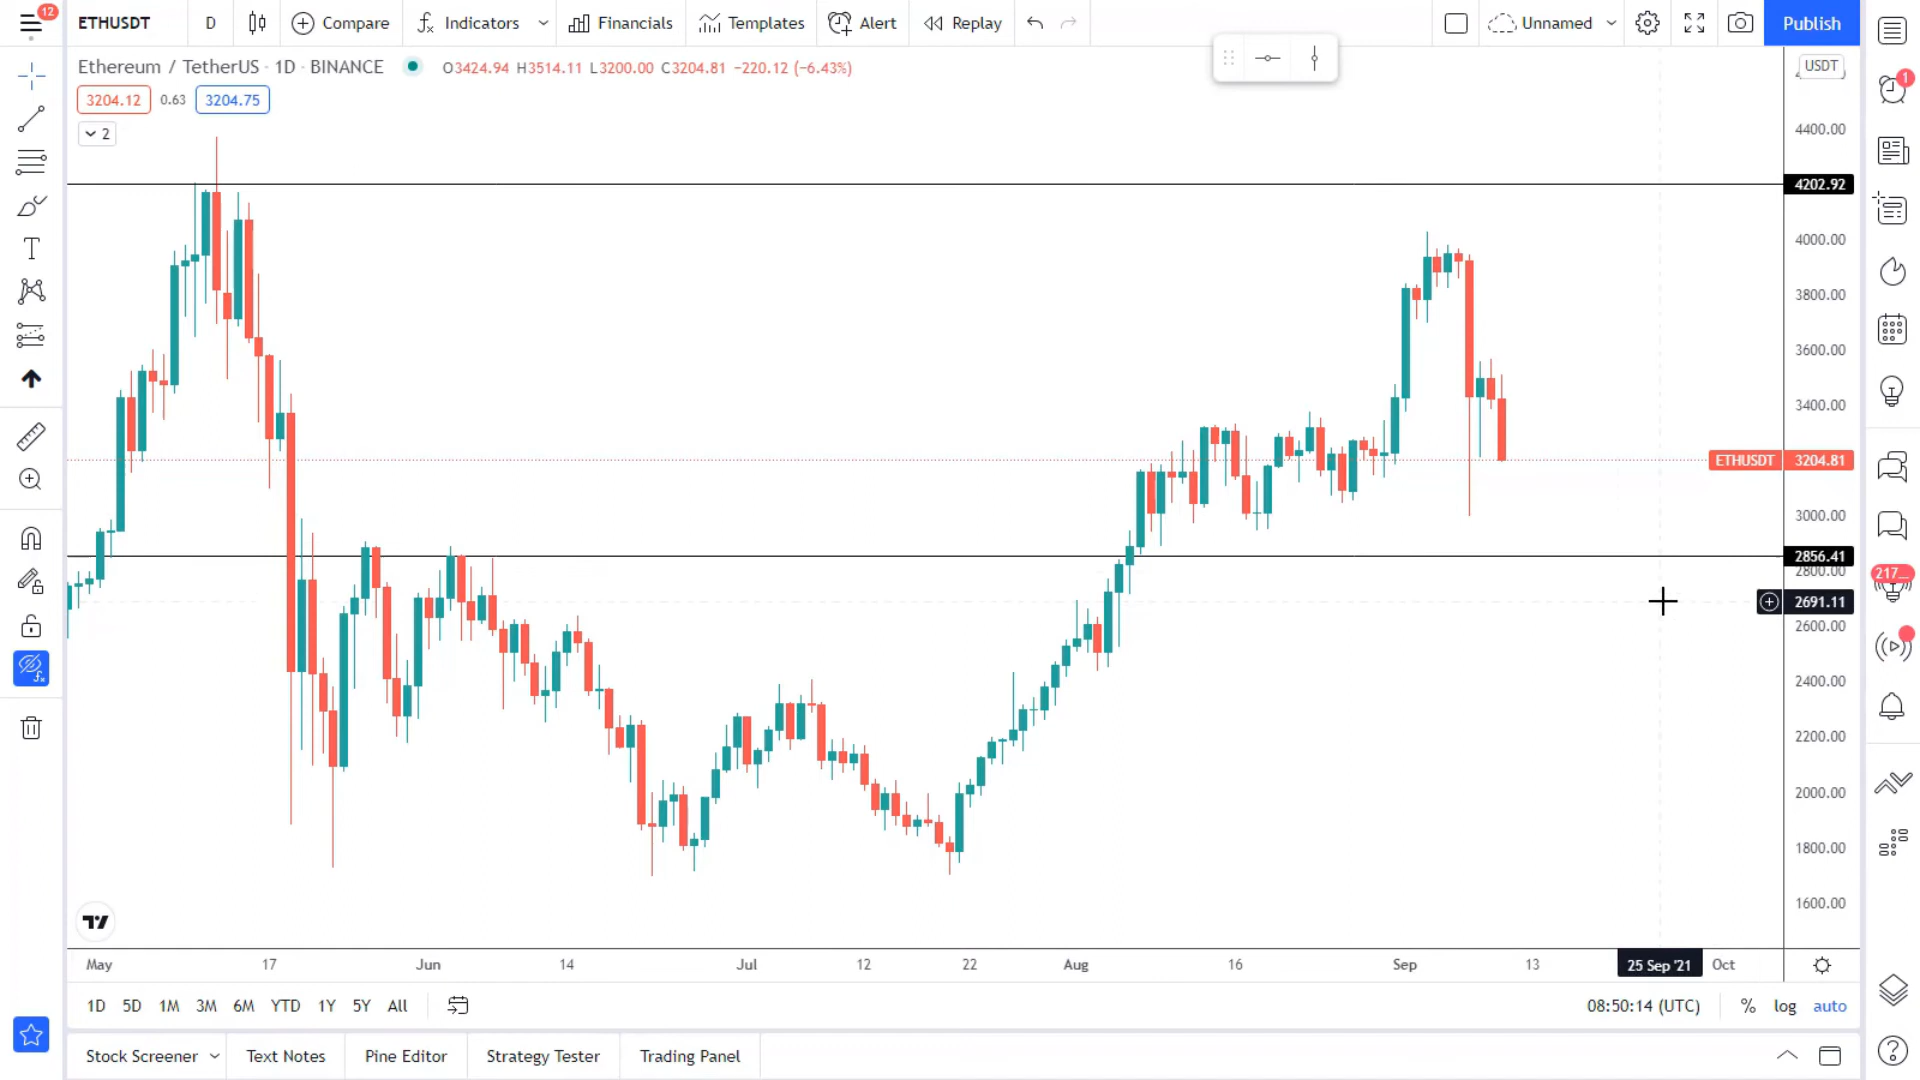 12
ETHUSDT
D
Compare
Indicators
Financials
Templates
Alert
Replay
Unnamed
Publish
Ethereum / TetherUS · 1D · BINANCE
O3424.94 H3514.11 L3200.00 C3204.81 −220.12 (−6.43%)
USDT
3204.12 0.63 3204.75
2
1
4400.00
4202.92
4000.00
3800.00
3600.00
3400.00
ETHUSDT 3204.81
3000.00
2856.41
2800.00
217
2691.11
2600.00
2400.00
2200.00
2000.00
1800.00
1600.00
May 17 Jun 14 Jul 12 22 Aug 16 Sep 13 25 Sep '21 Oct
1D 5D 1M 3M 6M YTD 1Y 5Y All
08:50:14 (UTC) % log auto
Stock Screener Text Notes Pine Editor Strategy Tester Trading Panel